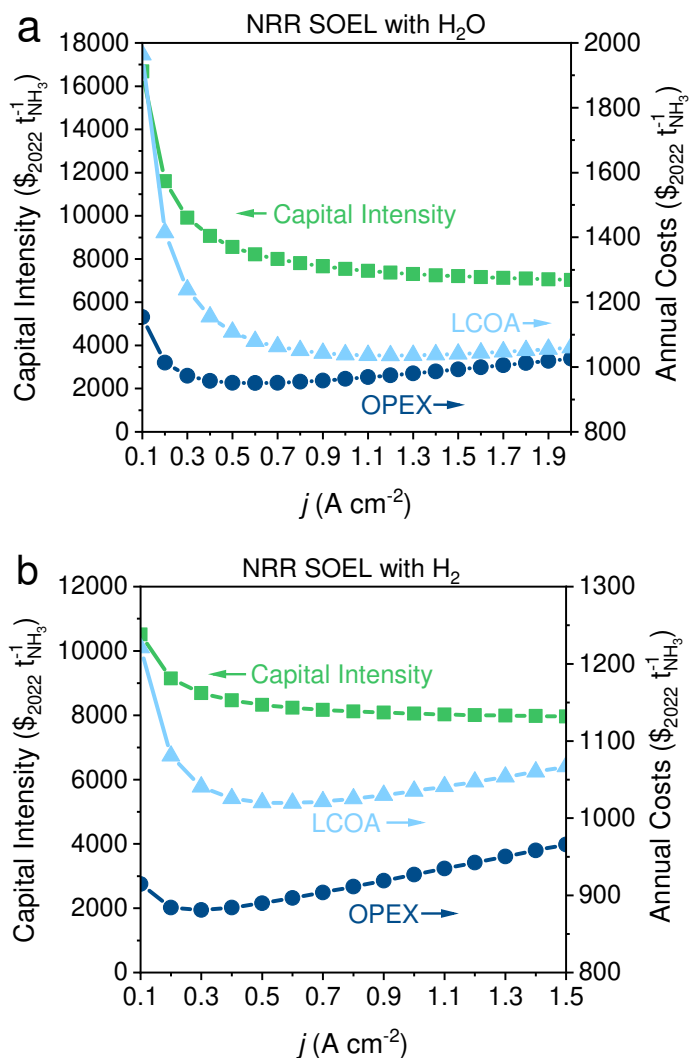 a
NRR SOEL with H₂O
Capital Intensity ($₂₀₂₂ t⁻¹NH₃)
18000
16000
14000
12000
10000
8000
6000
4000
2000
0
Capital Intensity
LCOA
OPEX
2000
1800
1600
1400
1200
1000
800
Annual Costs ($₂₀₂₂ t⁻¹NH₃)
0.1 0.3 0.5 0.7 0.9 1.1 1.3 1.5 1.7 1.9
j (A cm⁻²)
b
NRR SOEL with H₂
Capital Intensity ($₂₀₂₂ t⁻¹NH₃)
12000
10000
8000
6000
4000
2000
0
Capital Intensity
LCOA
OPEX
1300
1200
1100
1000
900
800
Annual Costs ($₂₀₂₂ t⁻¹NH₃)
0.1 0.3 0.5 0.7 0.9 1.1 1.3 1.5
j (A cm⁻²)